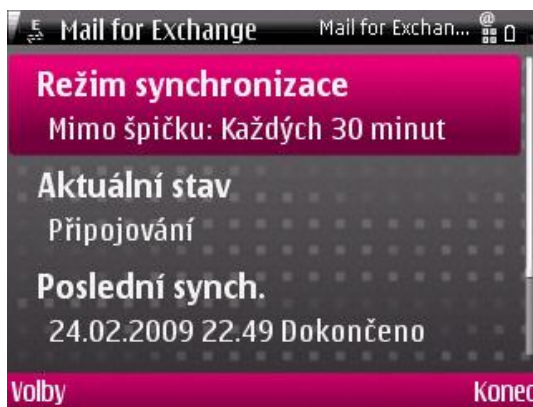 Mail for Exchange Mail for Exchan...
Režim synchronizace
Mimo špičku: Každých 30 minut
Aktuální stav
Připojování
Poslední synch.
24.02.2009 22.49 Dokončeno
Volby Konec